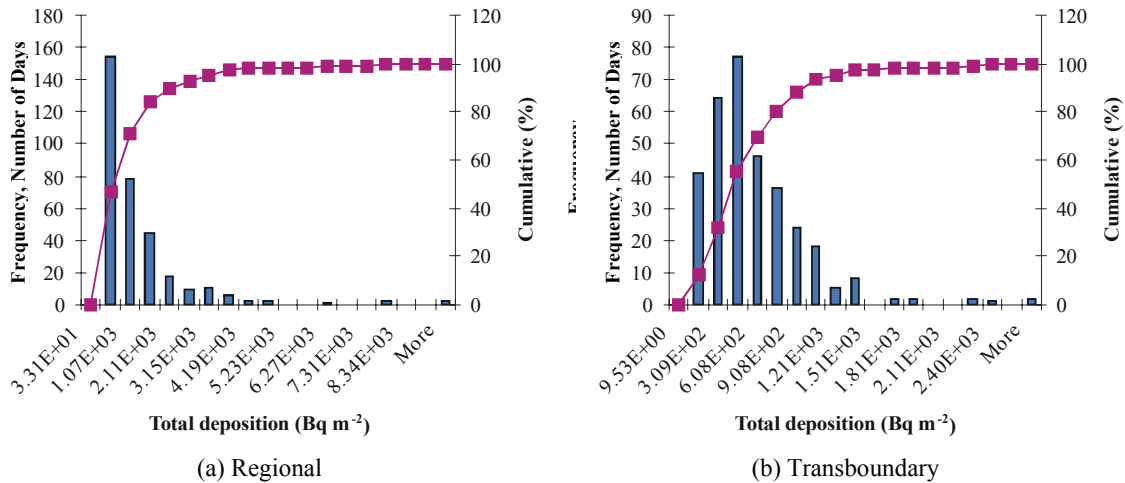 180
160
140
120
100
80
60
40
20
0
Frequency, Number of Days
120
100
80
60
40
20
0
Cumulative (%)
3.31E+01
1.07E+03
2.11E+03
3.15E+03
4.19E+03
5.23E+03
6.27E+03
7.31E+03
8.34E+03
More
Total deposition (Bq m-2)
(a) Regional
90
80
70
60
50
40
30
20
10
0
Frequency, Number of Days
120
100
80
60
40
20
0
Cumulative (%)
9.53E+00
3.09E+02
6.08E+02
9.08E+02
1.21E+03
1.51E+03
1.81E+03
2.11E+03
2.40E+03
More
Total deposition (Bq m-2)
(b) Transboundary